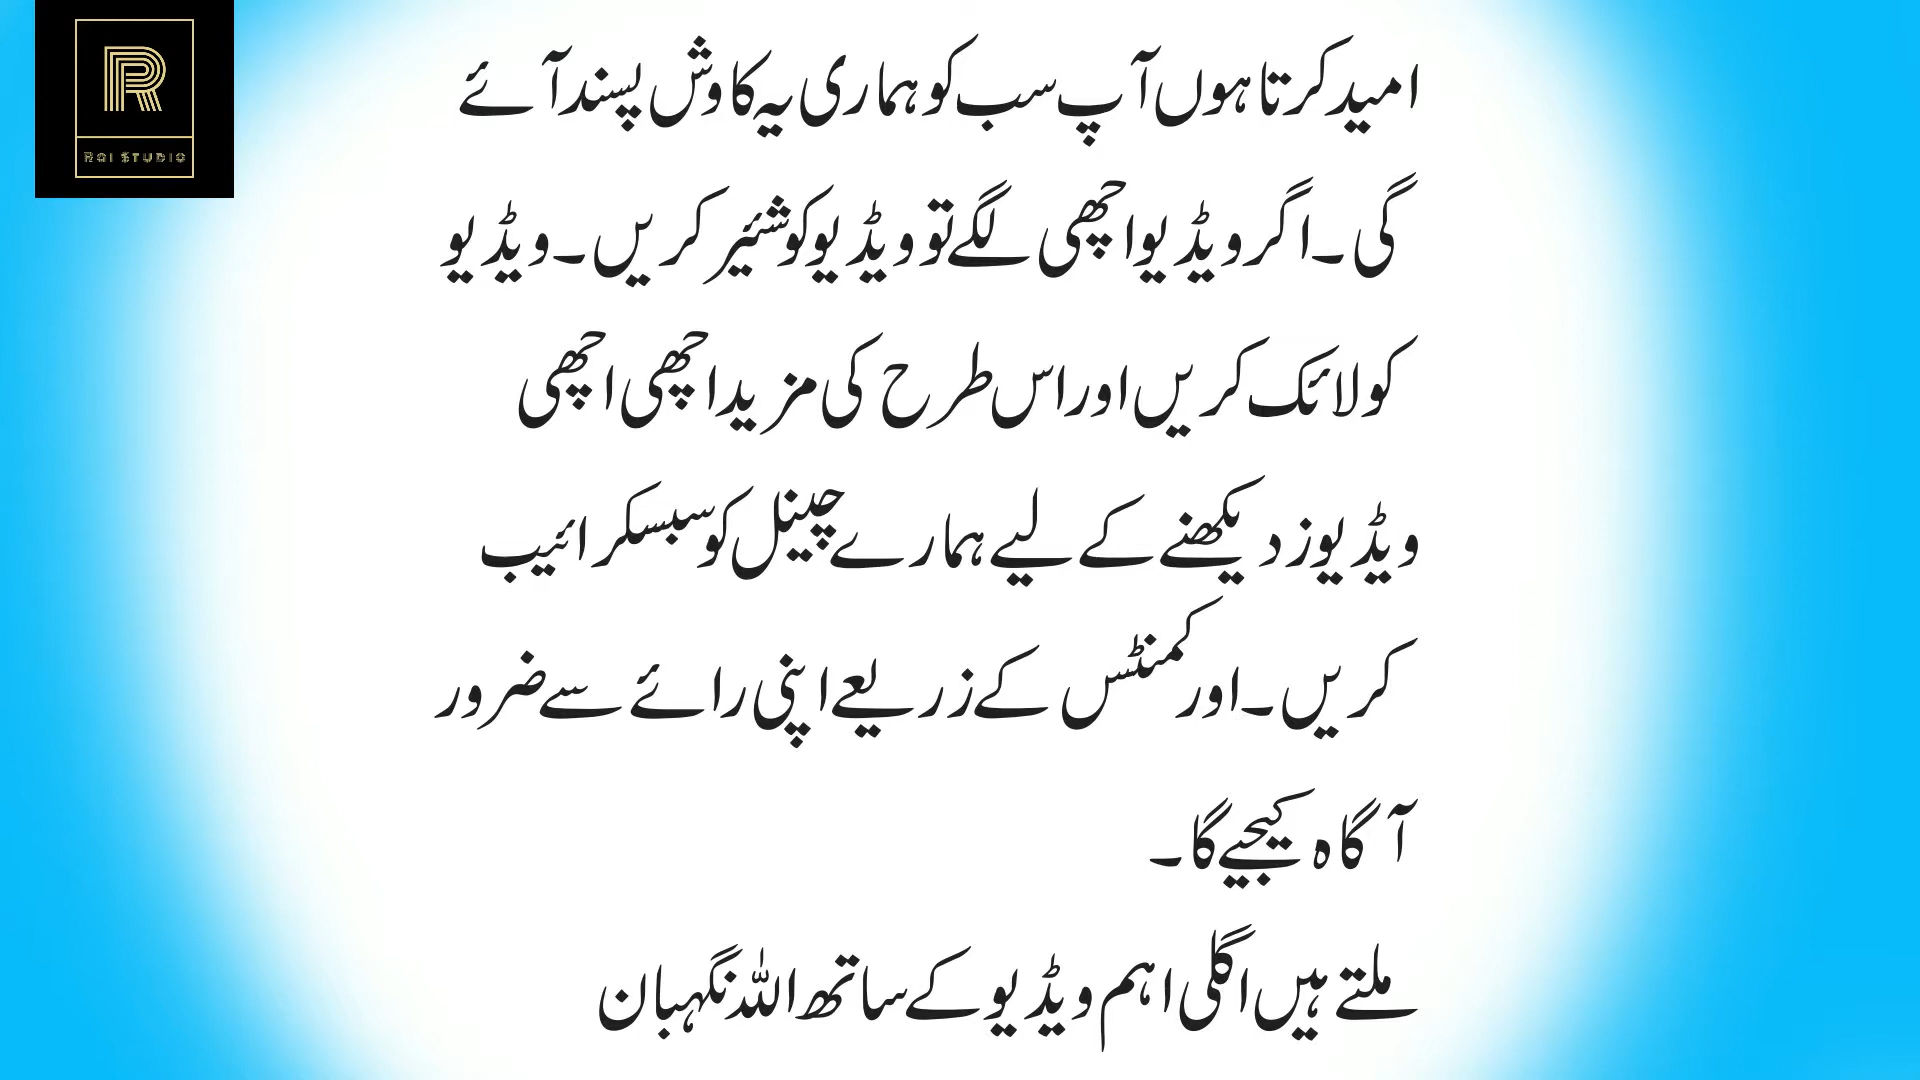 RQI STUDIO
امید کرتا ہوں آپ سب کو ہماری یہ کاوش پسند آئے
گی۔ اگر ویڈیو اچھی لگے تو ویڈیو کو شئیر کریں۔ ویڈیو
کو لائک کریں اور اس طرح کی مزید اچھی اچھی
ویڈیوز دیکھنے کے لیے ہمارے چینل کو سبسکرائیب
کریں۔ اور کمنٹس کے زریعے اپنی رائے سے ضرور
آگاہ کیجیے گا۔
ملتے ہیں اگلی اہم ویڈیو کے ساتھ اللہ نگہبان